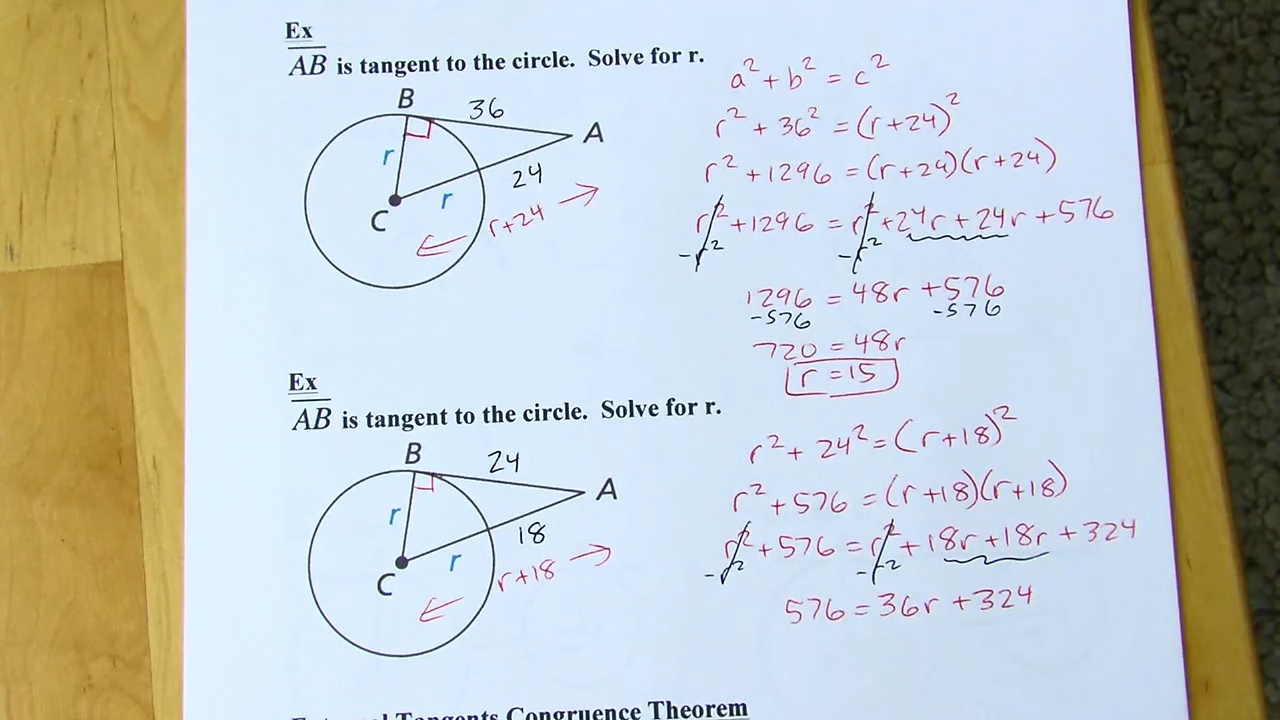 Ex
AB is tangent to the circle. Solve for r.
B
36
A
r
24
r
C
r+24
a² + b² = c²
r² + 36² = (r+24)²
r² + 1296 = (r+24)(r+24)
r² + 1296 = r² + 24r + 24r + 576
-r² -r²
1296 = 48r + 576
-576 -576
720 = 48r
r = 15
Ex
AB is tangent to the circle. Solve for r.
B
24
A
r
18
r
C
r+18
r² + 24² = (r+18)²
r² + 576 = (r+18)(r+18)
r² + 576 = r² + 18r + 18r + 324
-r² -r²
576 = 36r + 324
Tangents Congruence Theorem